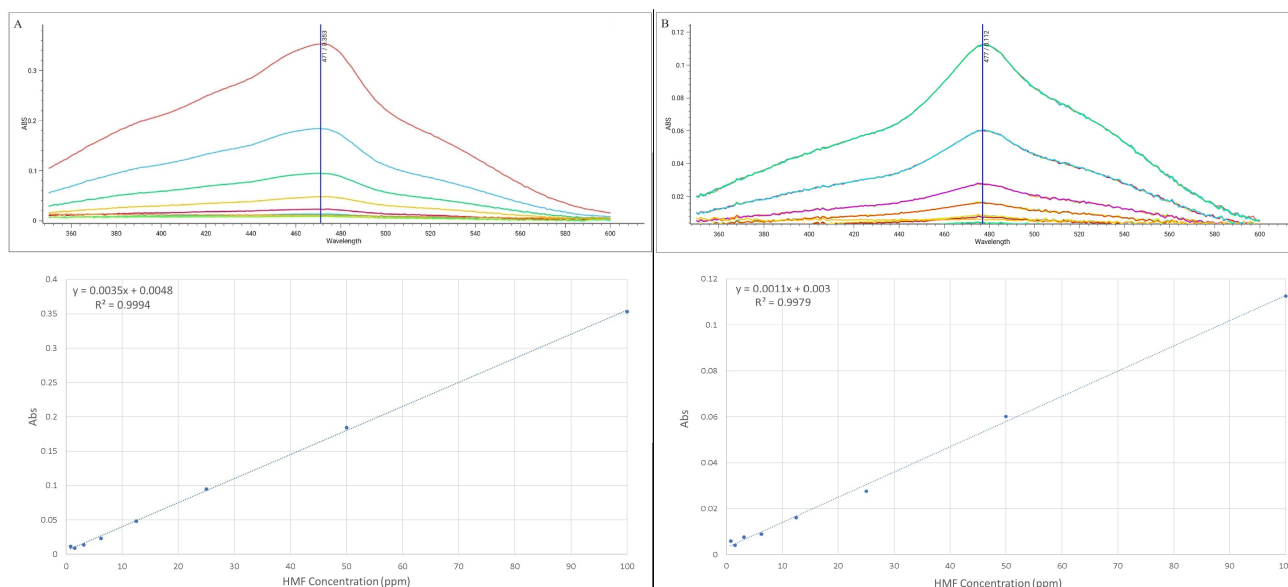 A
471 / 0.353
ABS
0.3
0.2
0.1
0
360 380 400 420 440 460 480 500 520 540 560 580 600
Wavelength
B
477 / 0.112
ABS
0.12
0.1
0.08
0.06
0.04
0.02
360 380 400 420 440 460 480 500 520 540 560 580 600
Wavelength
y = 0.0035x + 0.0048
R² = 0.9994
Abs
0.4
0.35
0.3
0.25
0.2
0.15
0.1
0.05
0
0 10 20 30 40 50 60 70 80 90 100
HMF Concentration (ppm)
y = 0.0011x + 0.003
R² = 0.9979
Abs
0.12
0.1
0.08
0.06
0.04
0.02
0
0 10 20 30 40 50 60 70 80 90 100
HMF Concentration (ppm)